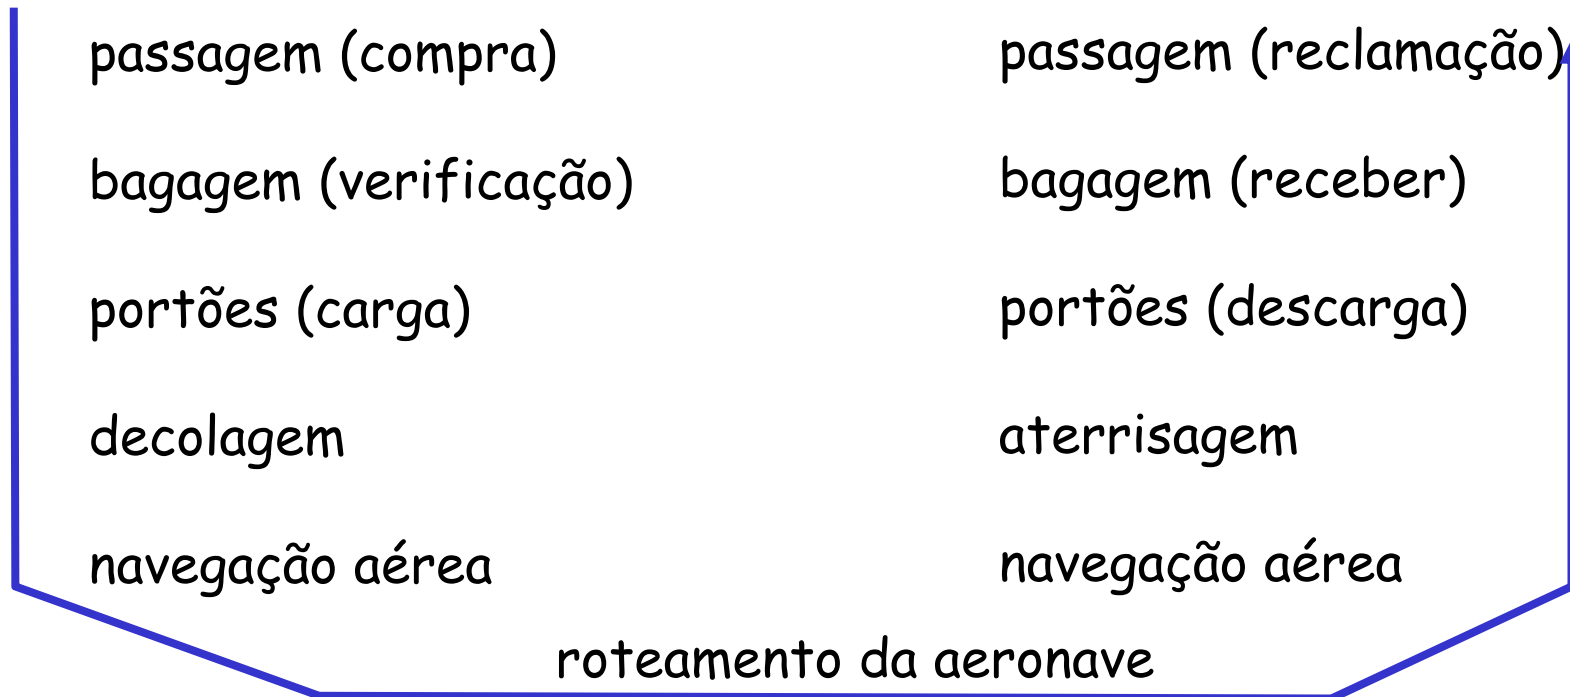 passagem (compra)
bagagem (verificação)
portões (carga)
decolagem
navegação aérea
passagem (reclamação)
bagagem (receber)
portões (descarga)
aterrisagem
navegação aérea
roteamento da aeronave